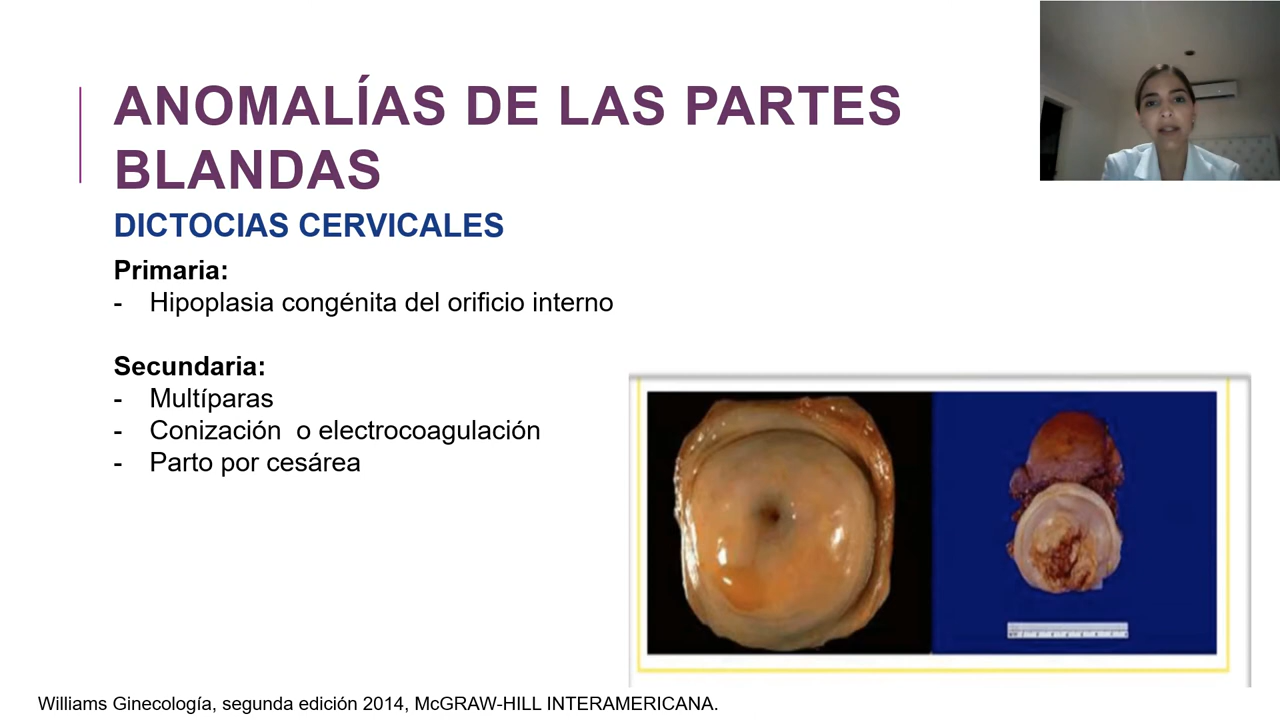 ANOMALÍAS DE LAS PARTES
BLANDAS
DICTOCIAS CERVICALES
Primaria:
- Hipoplasia congénita del orificio interno
Secundaria:
- Multíparas
- Conización o electrocoagulación
- Parto por cesárea
Williams Ginecología, segunda edición 2014, McGRAW-HILL INTERAMERICANA.